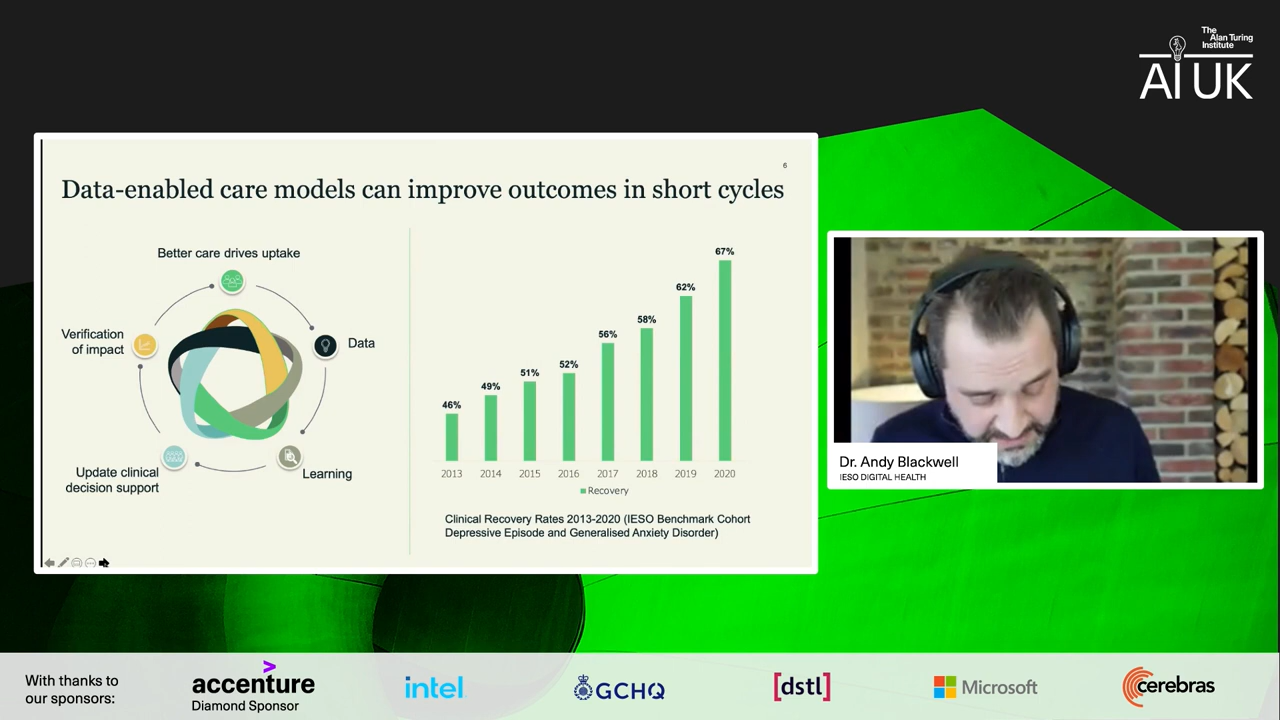 The
Alan Turing
Institute
AI UK
6
Data-enabled care models can improve outcomes in short cycles
Better care drives uptake
Verification
of impact
Data
Update clinical
decision support
Learning
46%
49%
51%
52%
56%
58%
62%
67%
2013 2014 2015 2016 2017 2018 2019 2020
Recovery
Clinical Recovery Rates 2013-2020 (IESO Benchmark Cohort
Depressive Episode and Generalised Anxiety Disorder)
Dr. Andy Blackwell
IESO DIGITAL HEALTH
With thanks to
our sponsors:
accenture
Diamond Sponsor
intel
GCHQ
[dstl]
Microsoft
cerebras